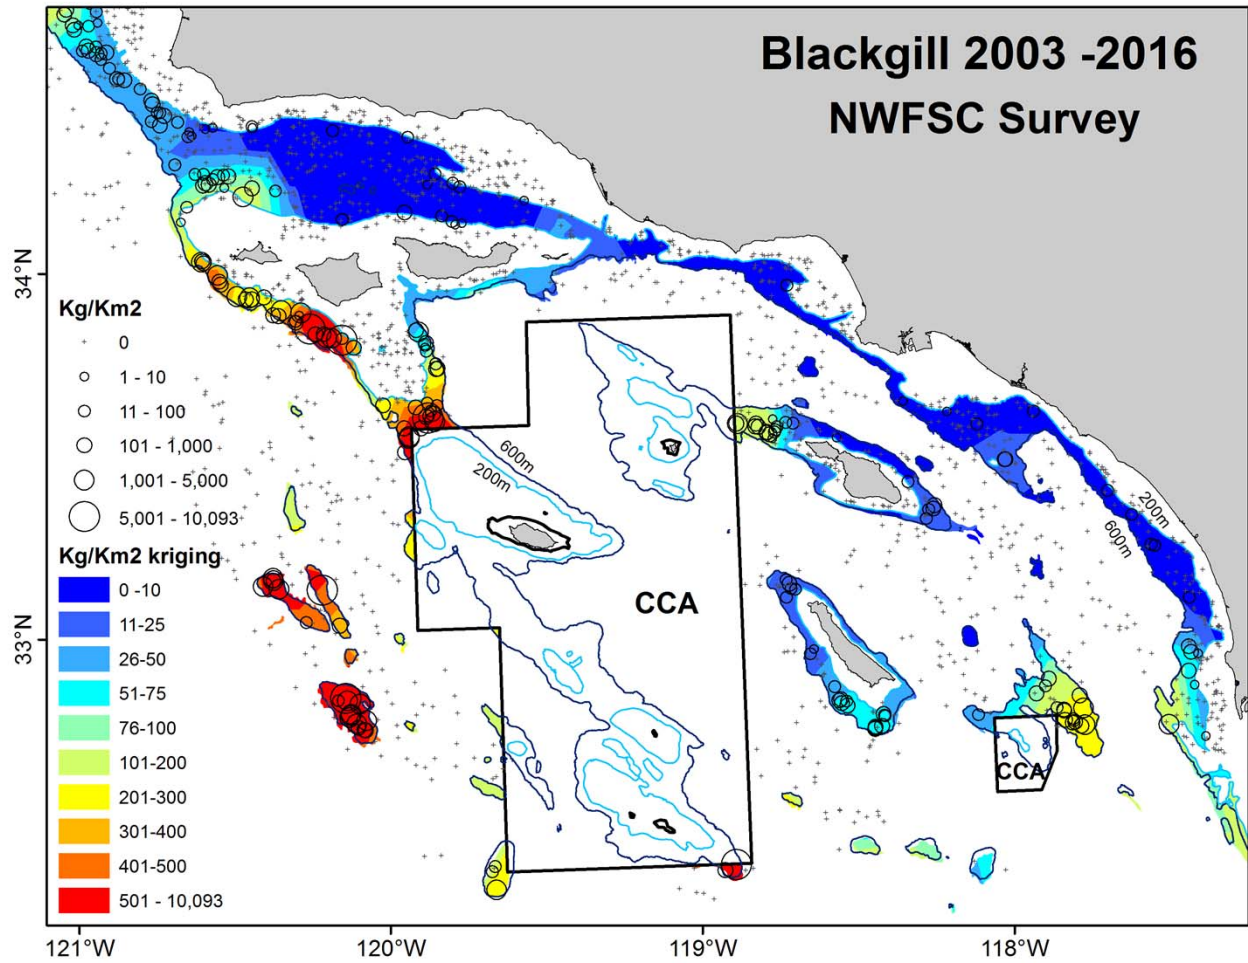 Blackgill 2003 -2016
NWFSC Survey
34°N
33°N
Kg/Km2
0
1 - 10
11 - 100
101 - 1,000
1,001 - 5,000
5,001 - 10,093
Kg/Km2 kriging
0 -10
11-25
26-50
51-75
76-100
101-200
201-300
301-400
401-500
501 - 10,093
600m
200m
200m
600m
CCA
CCA
121°W
120°W
119°W
118°W